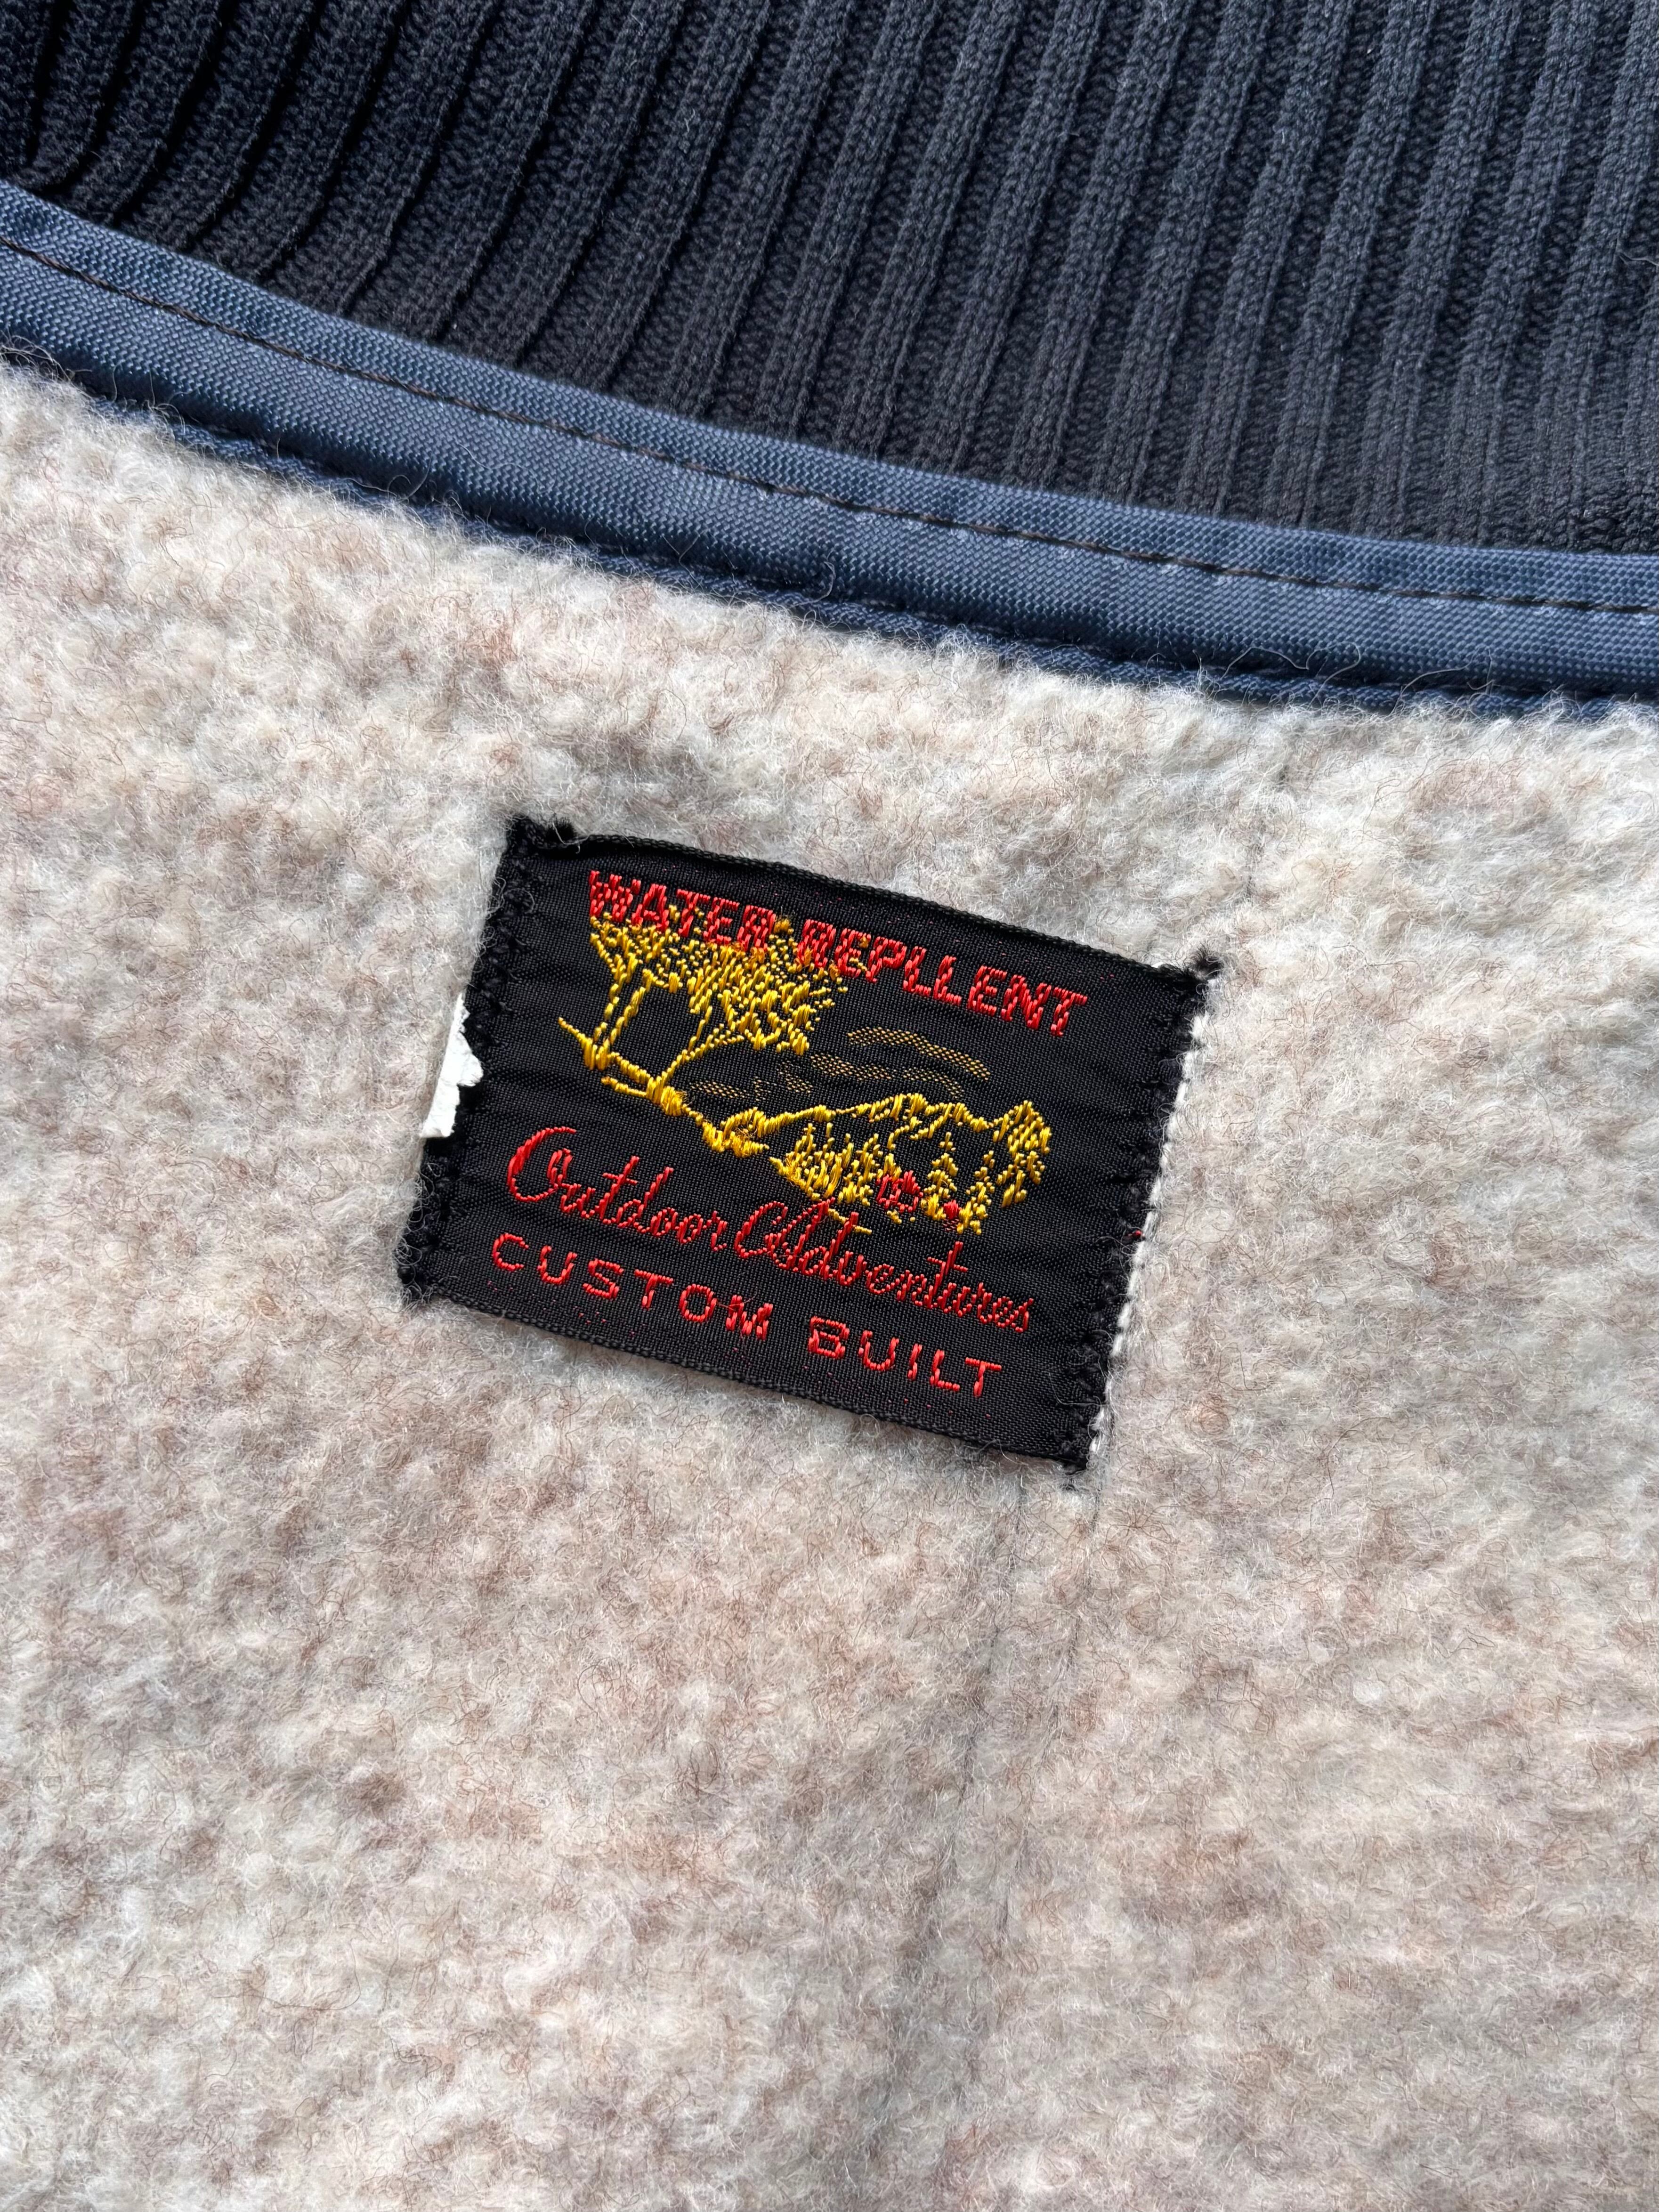 WATER REPLLENT
Outdoor Adventures
CUSTOM BUILT